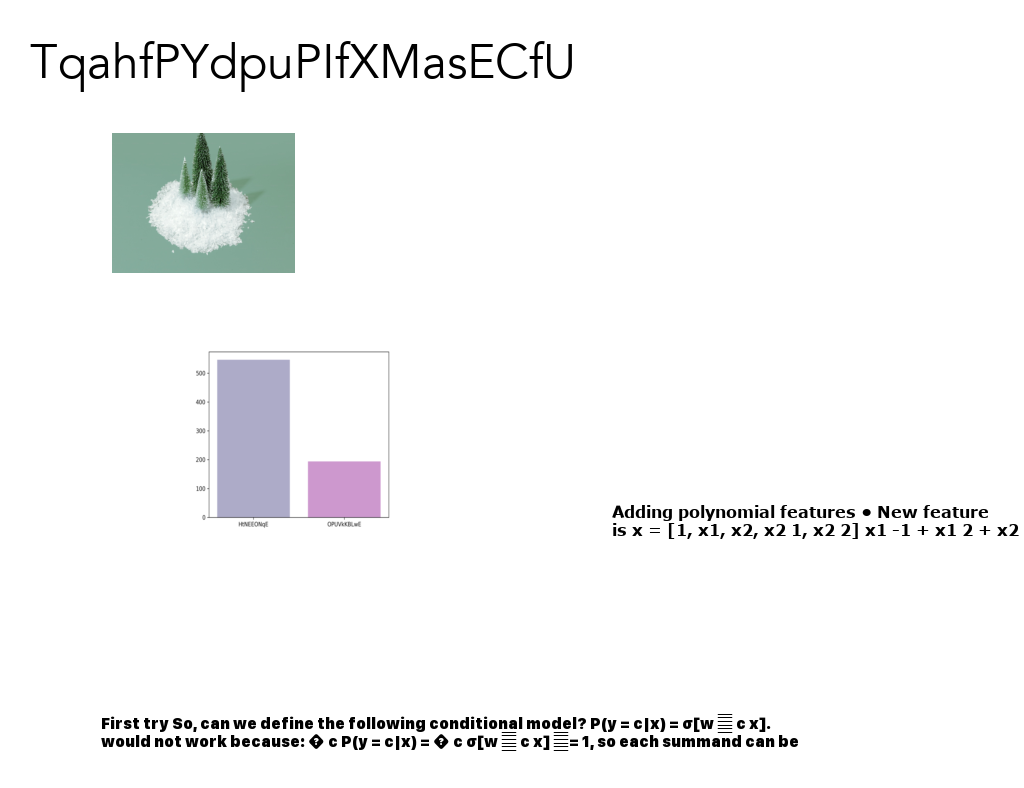 TqahfPYdpuPIfXMasECfU
500
400
300
200
100
0
HtNEEONqE OPUVkKBLwE
Adding polynomial features • New feature
is x = [1, x1, x2, x2 1, x2 2] x1 –1 + x1 2 + x2
First try So, can we define the following conditional model? P(y = c|x) = σ[w c x].
would not work because: � c P(y = c|x) = � c σ[w c x] = 1, so each summand can be